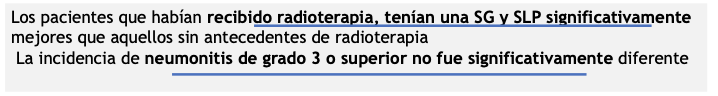 Los pacientes que habían recibido radioterapia, tenían una SG y SLP significativamente
mejores que aquellos sin antecedentes de radioterapia
La incidencia de neumonitis de grado 3 o superior no fue significativamente diferente